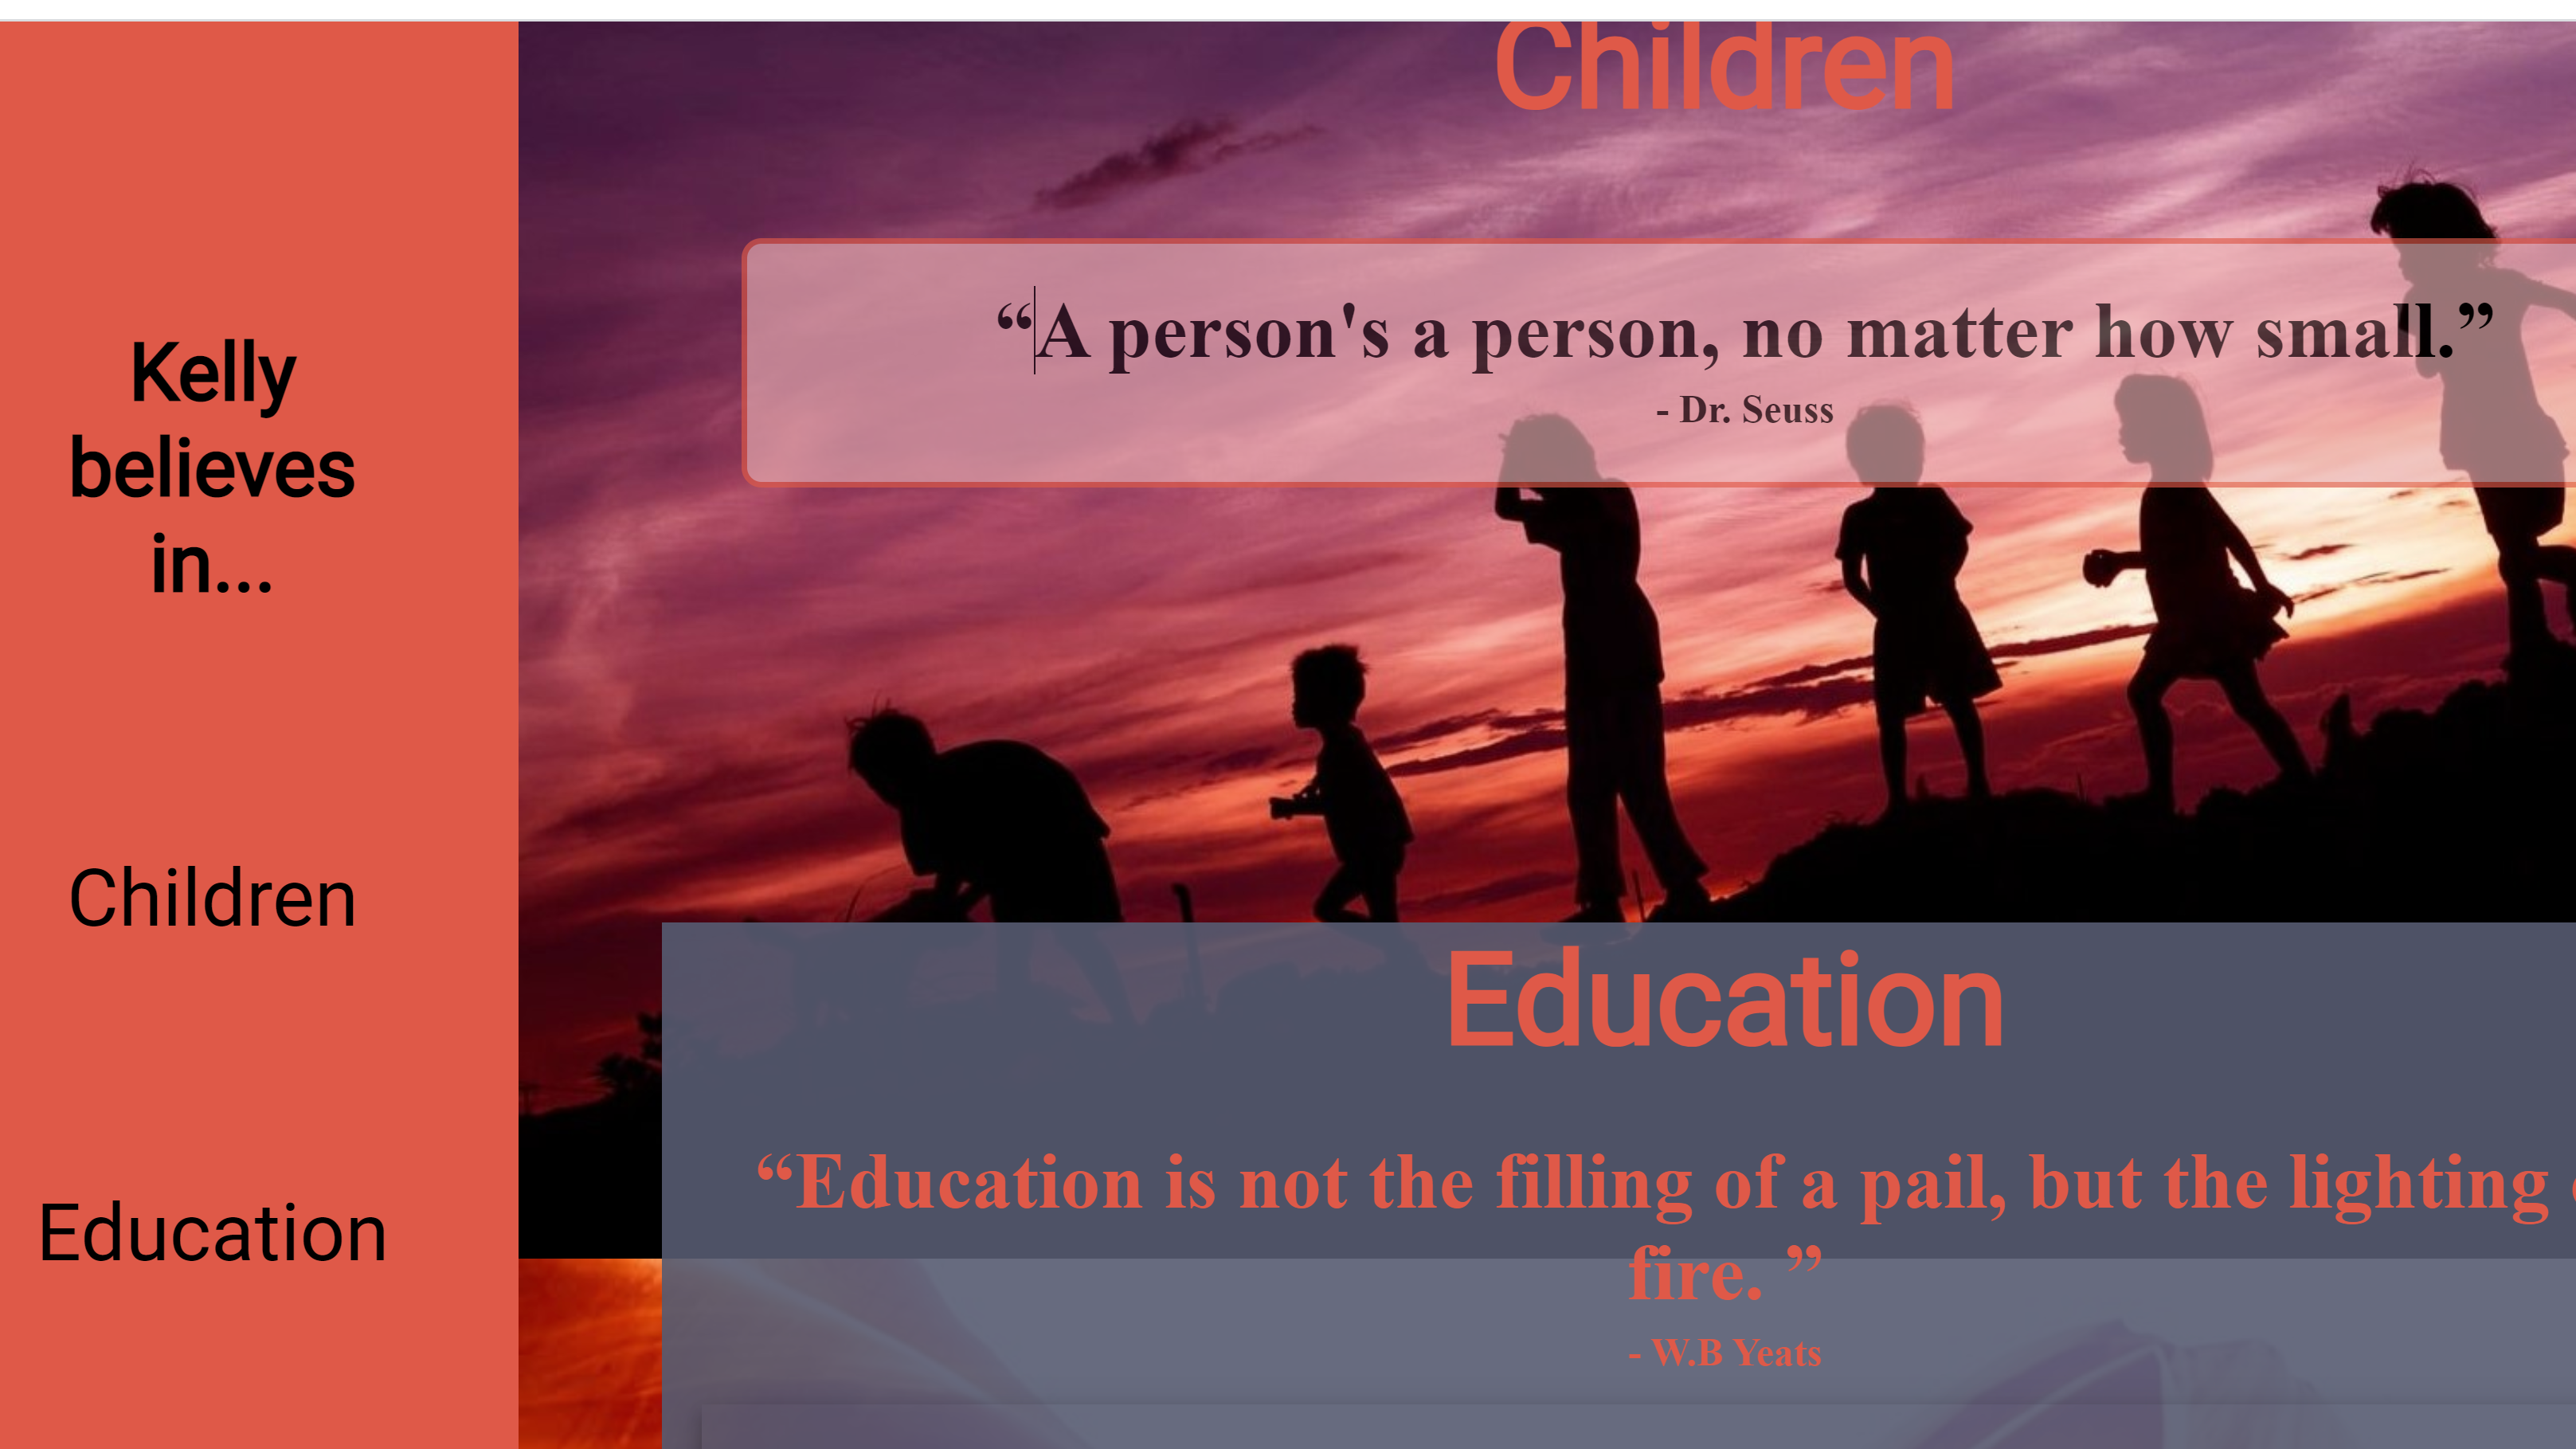 Kelly
believes
in...
Children
Education
Children
“A person's a person, no matter how small.”
- Dr. Seuss
Education
“Education is not the filling of a pail, but the lighting
fire. ”
- W.B Yeats